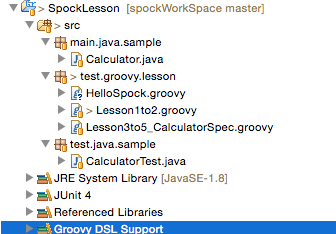 > SpockLesson [spockWorkSpace master]
> src
main.java.sample
Calculator.java
> test.groovy.lesson
HelloSpock.groovy
> Lesson1to2.groovy
Lesson3to5_CalculatorSpec.groovy
test.java.sample
CalculatorTest.java
JRE System Library [JavaSE-1.8]
JUnit 4
Referenced Libraries
Groovy DSL Support